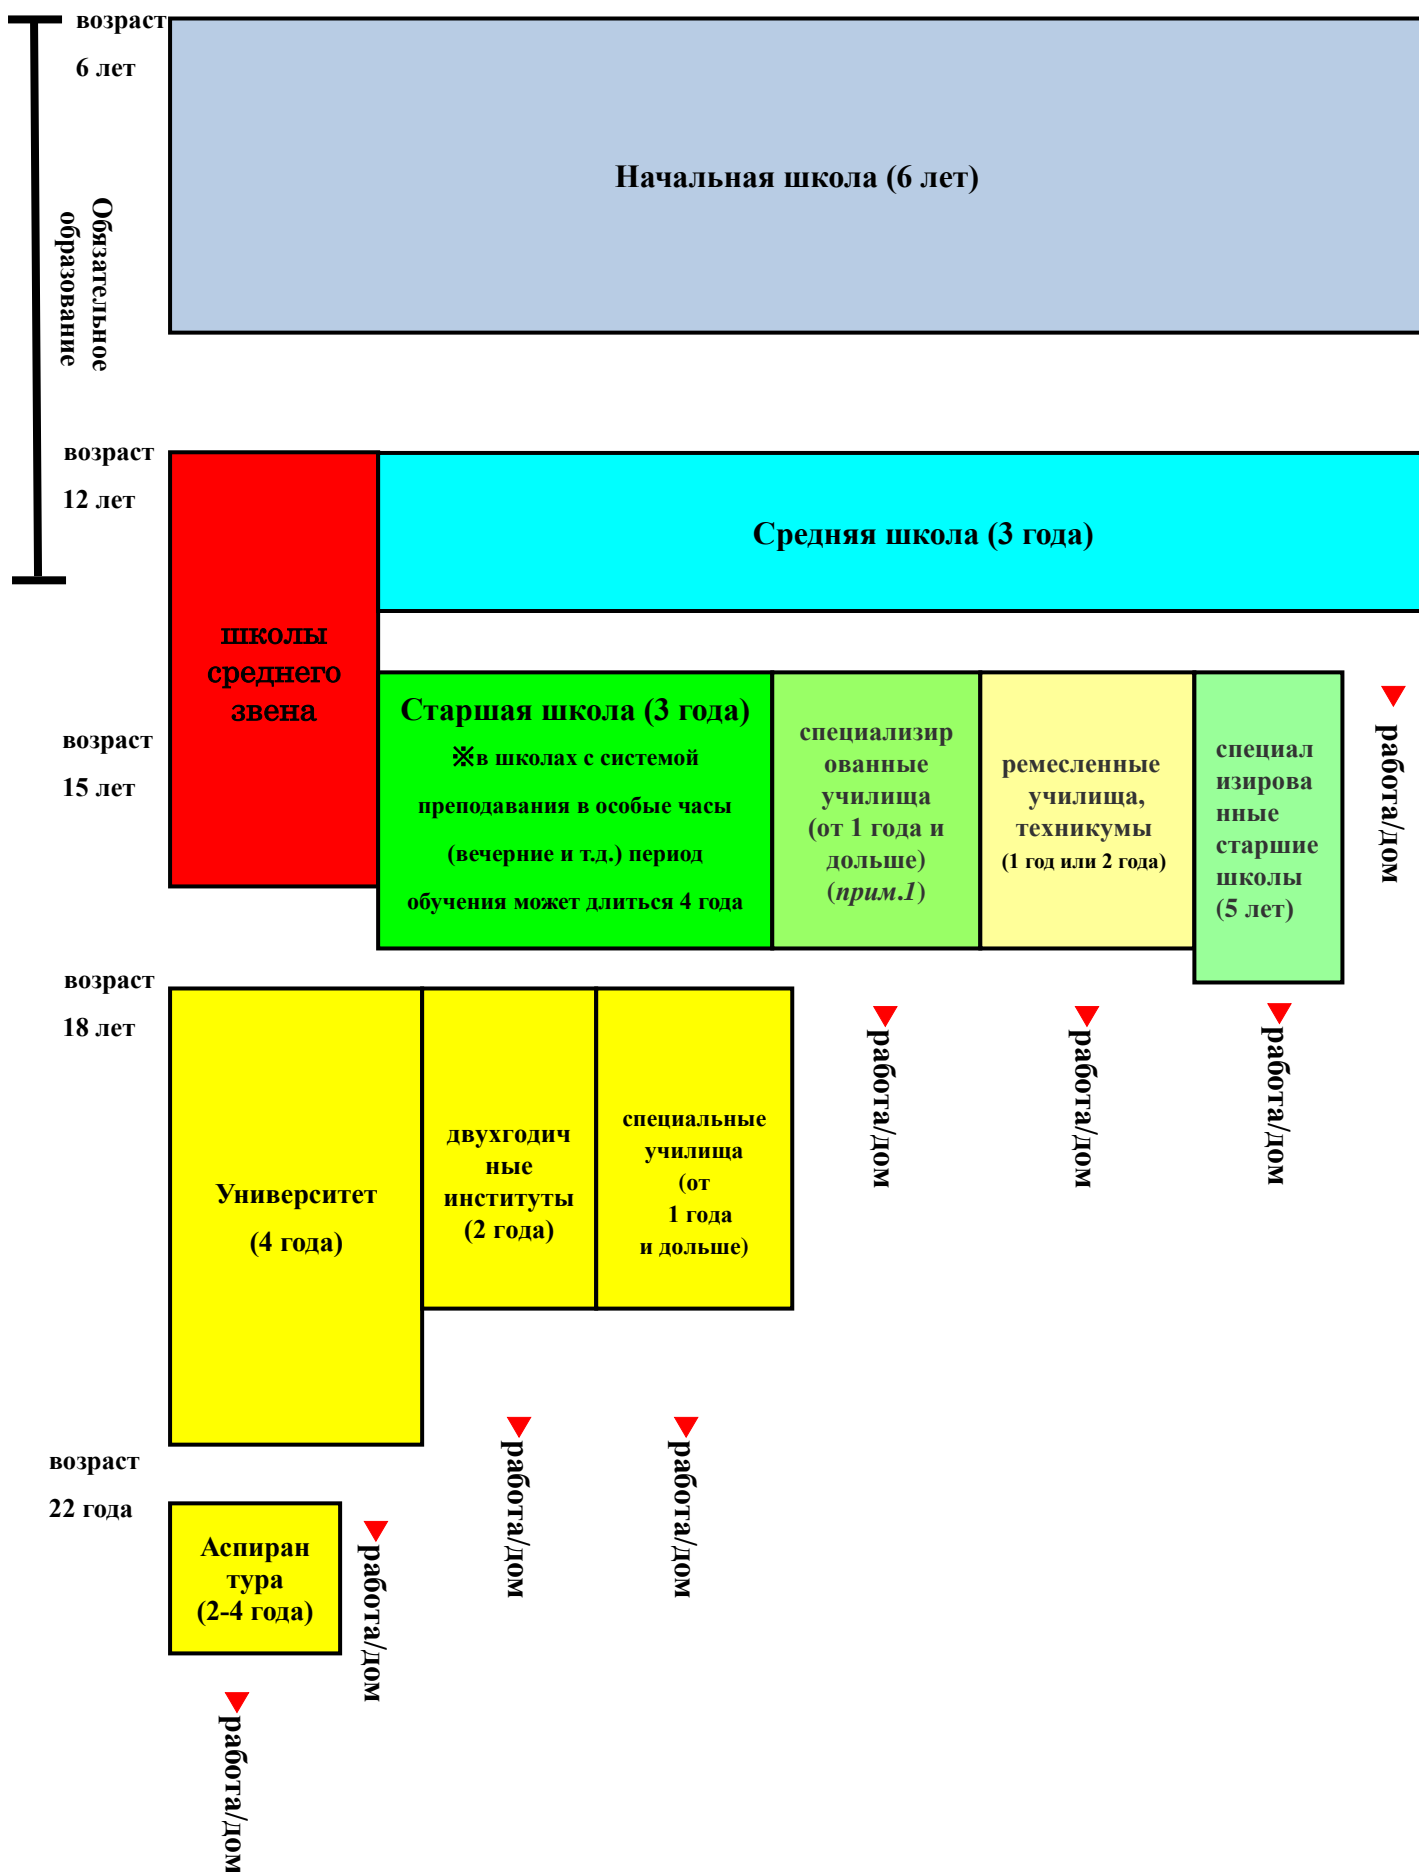 возраст
6 лет
Начальная школа (6 лет)
Обязательное
образование
возраст
12 лет
Средняя школа (3 года)
школы
среднего
звена
возраст
15 лет
Старшая школа (3 года)
※в школах с системой
преподавания в особые часы
(вечерние и т.д.) период
обучения может длиться 4 года
специализир
ованные
училища
(от 1 года и
дольше)
(прим.1)
ремесленные
училища,
техникумы
(1 год или 2 года)
специал
изирова
нные
старшие
школы
(5 лет)
работа/дом
возраст
18 лет
Университет
(4 года)
двухгодич
ные
институты
(2 года)
специальные
училища
(от
1 года
и дольше)
работа/дом
работа/дом
работа/дом
возраст
22 года
Аспиран
тура
(2-4 года)
работа/дом
работа/дом
работа/дом
работа/дом